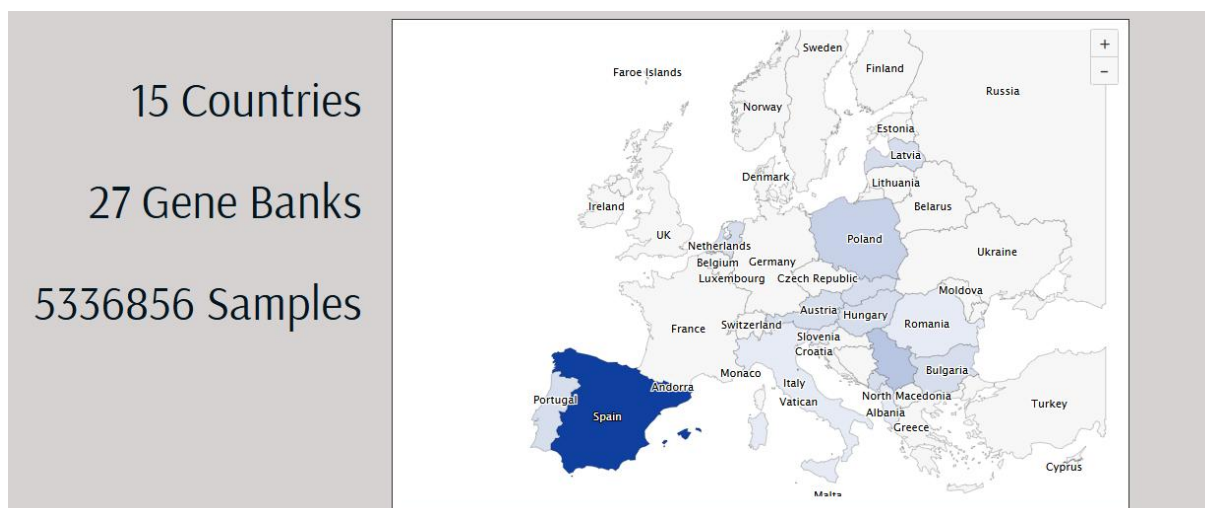 15 Countries
27 Gene Banks
5336856 Samples
+
−
Sweden
Finland
Faroe Islands
Russia
Norway
Estonia
Latvia
Denmark
Lithuania
Ireland
Belarus
UK
Poland
Netherlands
Ukraine
Belgium
Germany
Luxembourg
Czech Republic
Moldova
Austria
Hungary
France
Switzerland
Romania
Slovenia
Croatia
Monaco
Bulgaria
Andorra
Italy
Portugal
Vatican
North Macedonia
Turkey
Spain
Albania
Greece
Cyprus
Malta